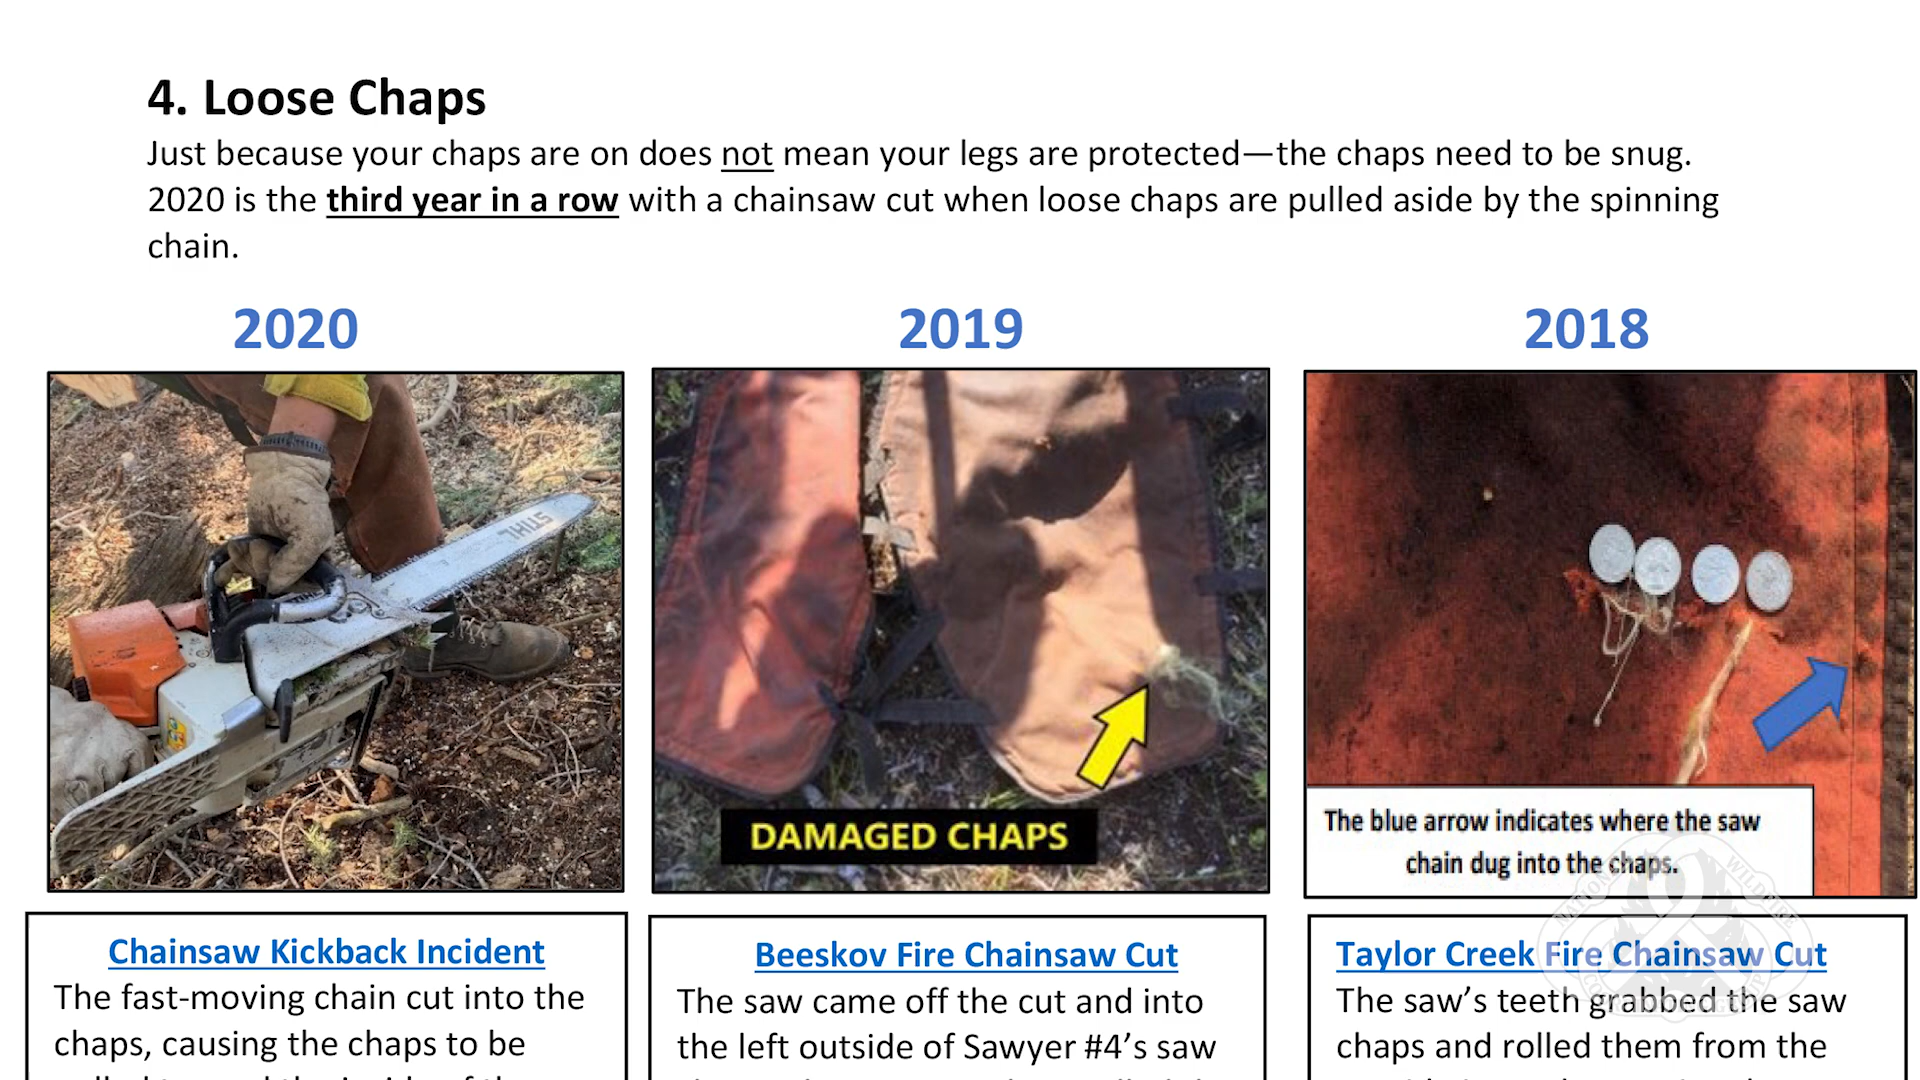 4. Loose Chaps
Just because your chaps are on does not mean your legs are protected—the chaps need to be snug.
2020 is the third year in a row with a chainsaw cut when loose chaps are pulled aside by the spinning
chain.
2020
2019
2018
STIHL
DAMAGED CHAPS
The blue arrow indicates where the saw
chain dug into the chaps.
Chainsaw Kickback Incident
The fast-moving chain cut into the
chaps, causing the chaps to be
Beeskov Fire Chainsaw Cut
The saw came off the cut and into
the left outside of Sawyer #4’s saw
Taylor Creek Fire Chainsaw Cut
The saw’s teeth grabbed the saw
chaps and rolled them from the